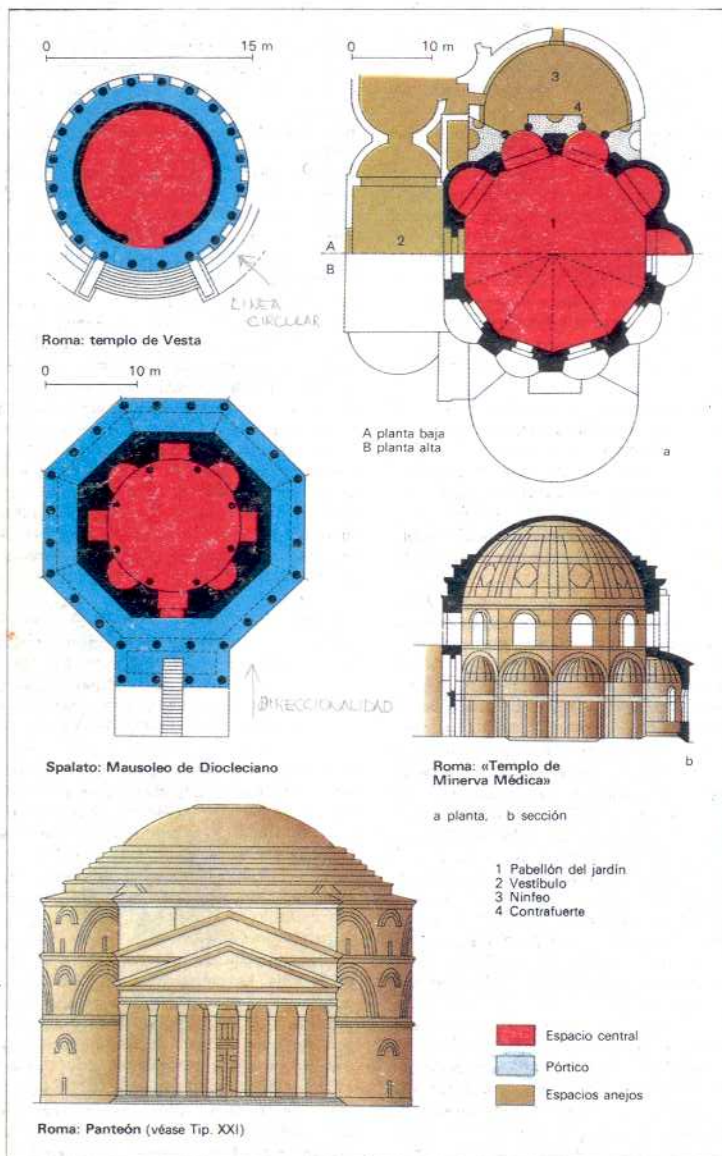 0 15 m
LINEA
CIRCULAR
Roma: templo de Vesta
0 10 m
3
4
1
2
A
B
A planta baja
B planta alta
a
0 10 m
DIRECCIONALIDAD
Spalato: Mausoleo de Diocleciano
b
Roma: «Templo de
Minerva Médica»
a planta, b sección
1 Pabellón del jardín
2 Vestíbulo
3 Ninfeo
4 Contrafuerte
Roma: Panteón (véase Tip. XXI)
Espacio central
Pórtico
Espacios anejos